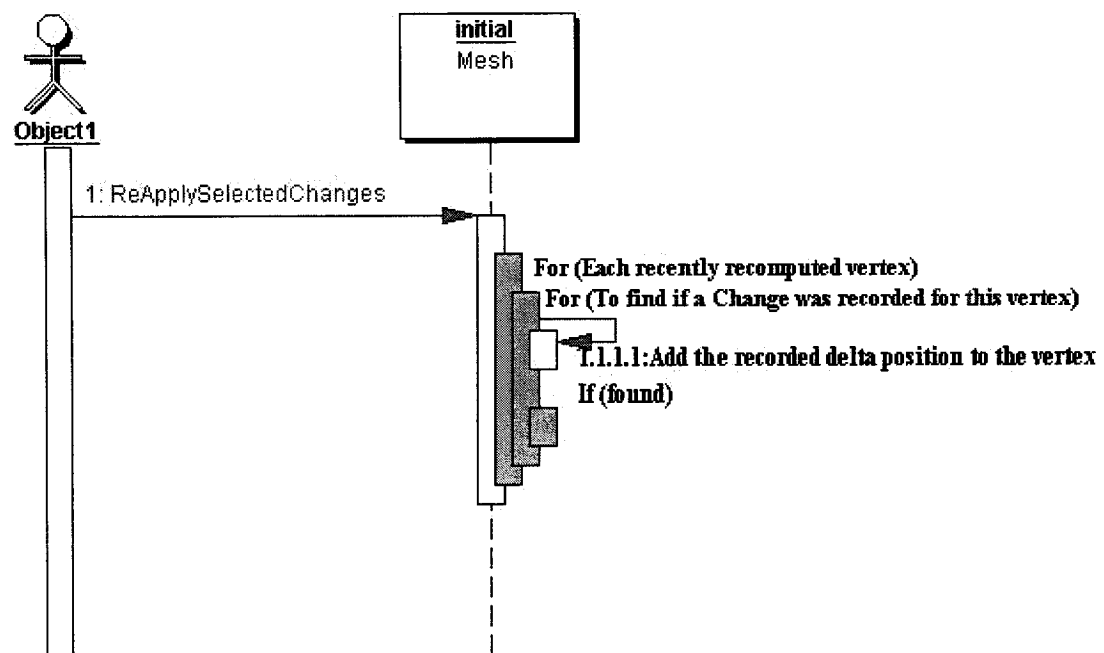 initial
Mesh
Object1
1: ReApplySelectedChanges
For (Each recently recomputed vertex)
For (To find if a Change was recorded for this vertex)
1.1.1.1:Add the recorded delta position to the vertex
If (found)